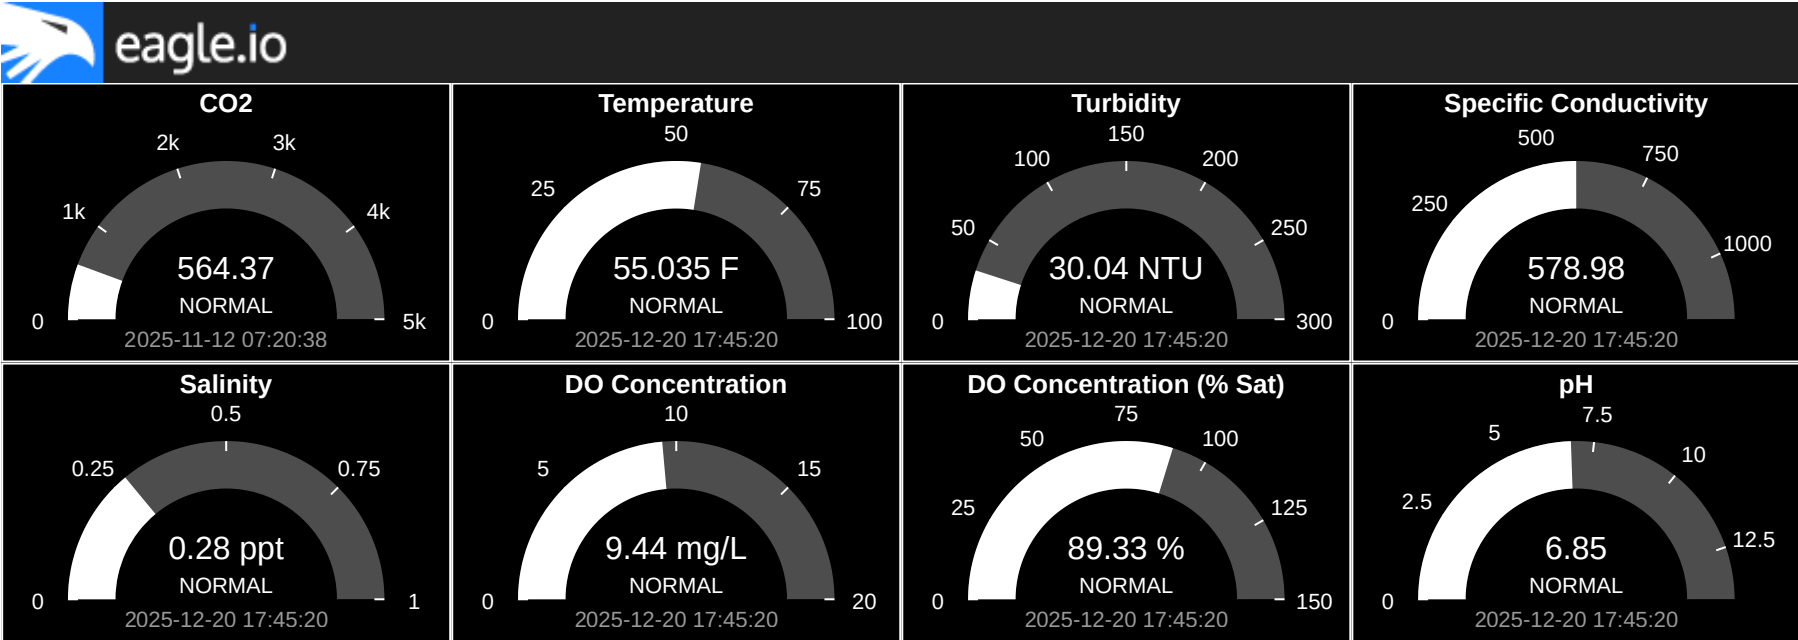 eagle.io
CO2
2k 3k
1k 4k
564.37
NORMAL
0 5k
2025-11-12 07:20:38
Temperature
50
25 75
55.035 F
NORMAL
0 100
2025-12-20 17:45:20
Turbidity
150
100 200
50 250
30.04 NTU
NORMAL
0 300
2025-12-20 17:45:20
Specific Conductivity
500 750
250 1000
578.98
NORMAL
0
2025-12-20 17:45:20
Salinity
0.5
0.25 0.75
0.28 ppt
NORMAL
0 1
2025-12-20 17:45:20
DO Concentration
10
5 15
9.44 mg/L
NORMAL
0 20
2025-12-20 17:45:20
DO Concentration (% Sat)
75
50 100
25 125
89.33 %
NORMAL
0 150
2025-12-20 17:45:20
pH
7.5
5 10
2.5 12.5
6.85
NORMAL
0
2025-12-20 17:45:20